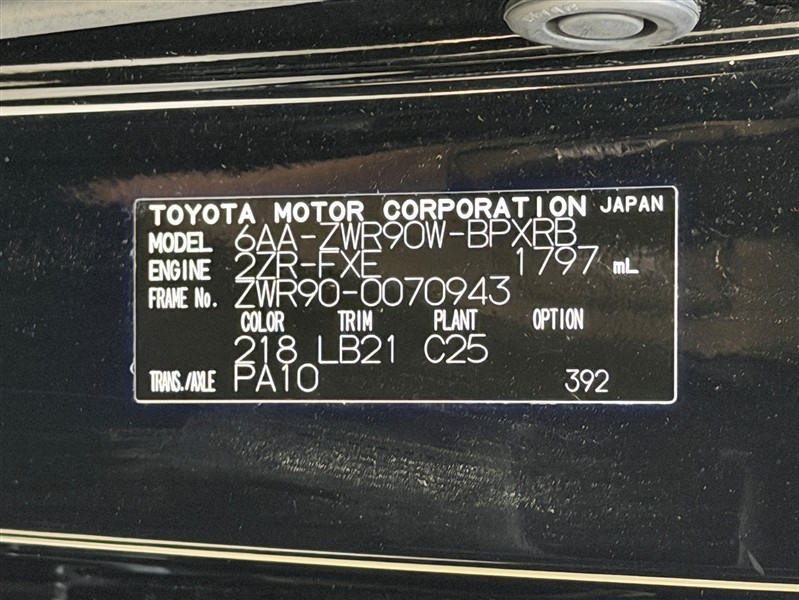 TOYOTA MOTOR CORPORATION JAPAN
MODEL 6AA-ZWR90W-BPXRB
ENGINE 2ZR-FXE 1797 mL
FRAME No. ZWR90-0070943
COLOR TRIM PLANT OPTION
218 LB21 C25
TRANS./AXLE PA10 392